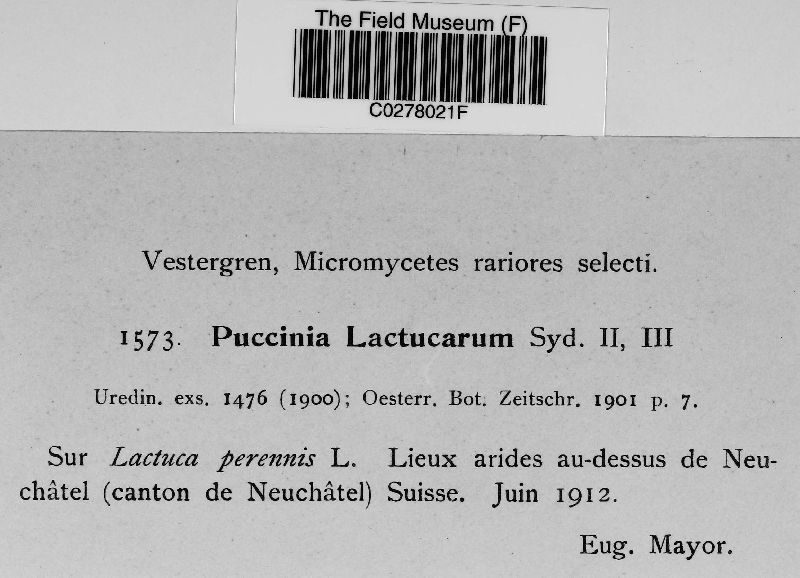 The Field Museum (F)
C0278021F
Vestergren, Micromycetes rariores selecti.
1573. Puccinia Lactucarum Syd. II, III
Uredin. exs. 1476 (1900); Oesterr. Bot. Zeitschr. 1901 p. 7.
Sur Lactuca perennis L. Lieux arides au-dessus de Neu-
châtel (canton de Neuchâtel) Suisse. Juin 1912.
Eug. Mayor.